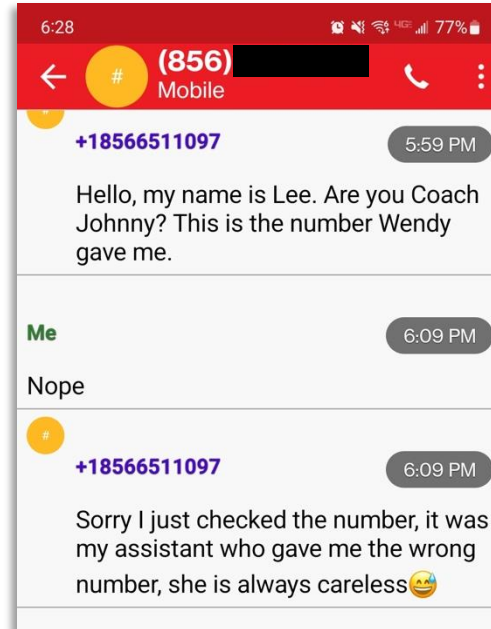 6:28 4GE 77%
#
(856)
Mobile
+18566511097 5:59 PM
Hello, my name is Lee. Are you Coach
Johnny? This is the number Wendy
gave me.
Me 6:09 PM
Nope
#
+18566511097 6:09 PM
Sorry I just checked the number, it was
my assistant who gave me the wrong
number, she is always careless😅